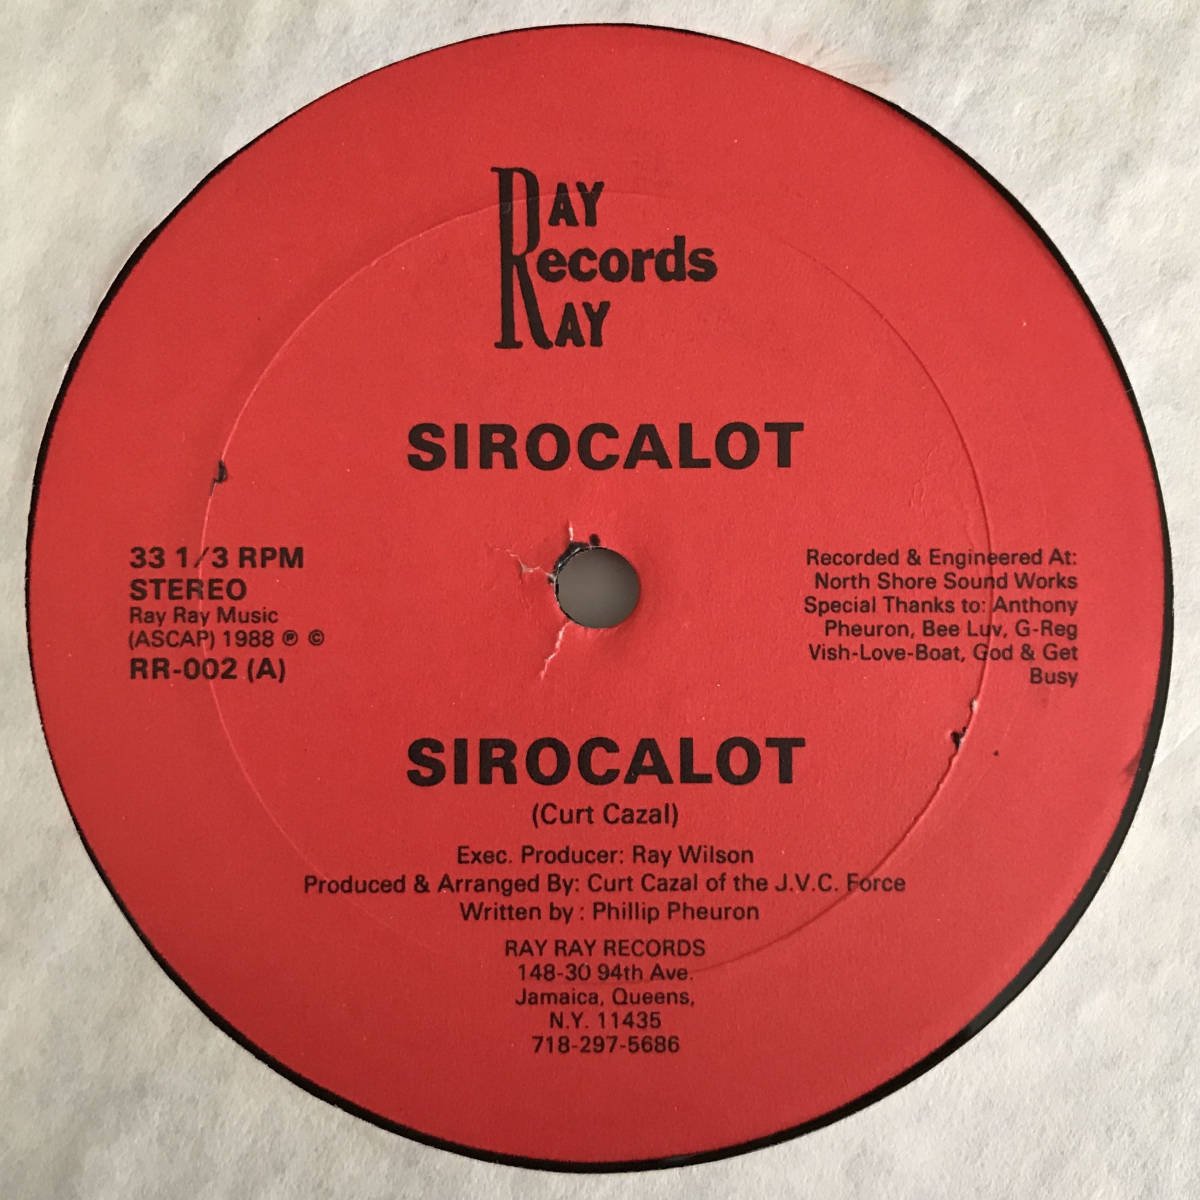 RAY
Records
RAY
SIROCALOT
33 1/3 RPM
STEREO
Ray Ray Music
(ASCAP) 1988 ℗ ©
RR-002 (A)
Recorded & Engineered At:
North Shore Sound Works
Special Thanks to: Anthony
Pheuron, Bee Luv, G-Reg
Vish-Love-Boat, God & Get
Busy
SIROCALOT
(Curt Cazal)
Exec. Producer: Ray Wilson
Produced & Arranged By: Curt Cazal of the J.V.C. Force
Written by : Phillip Pheuron
RAY RAY RECORDS
148-30 94th Ave.
Jamaica, Queens,
N.Y. 11435
718-297-5686